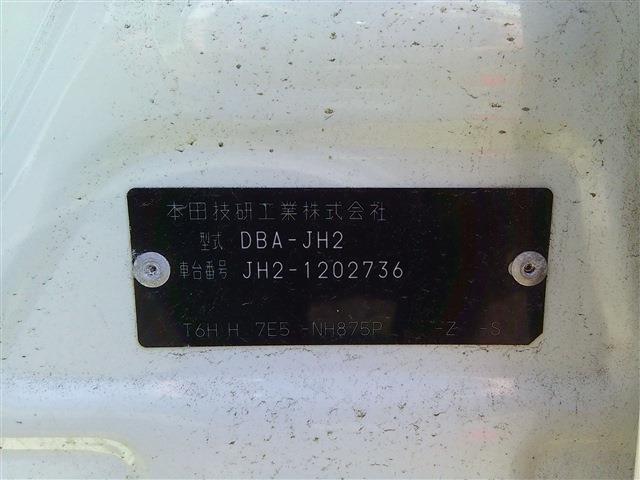 本田技研工業株式会社
型式 DBA-JH2
車台番号 JH2-1202736
T6H H 7E5 -NH875P -Z -S